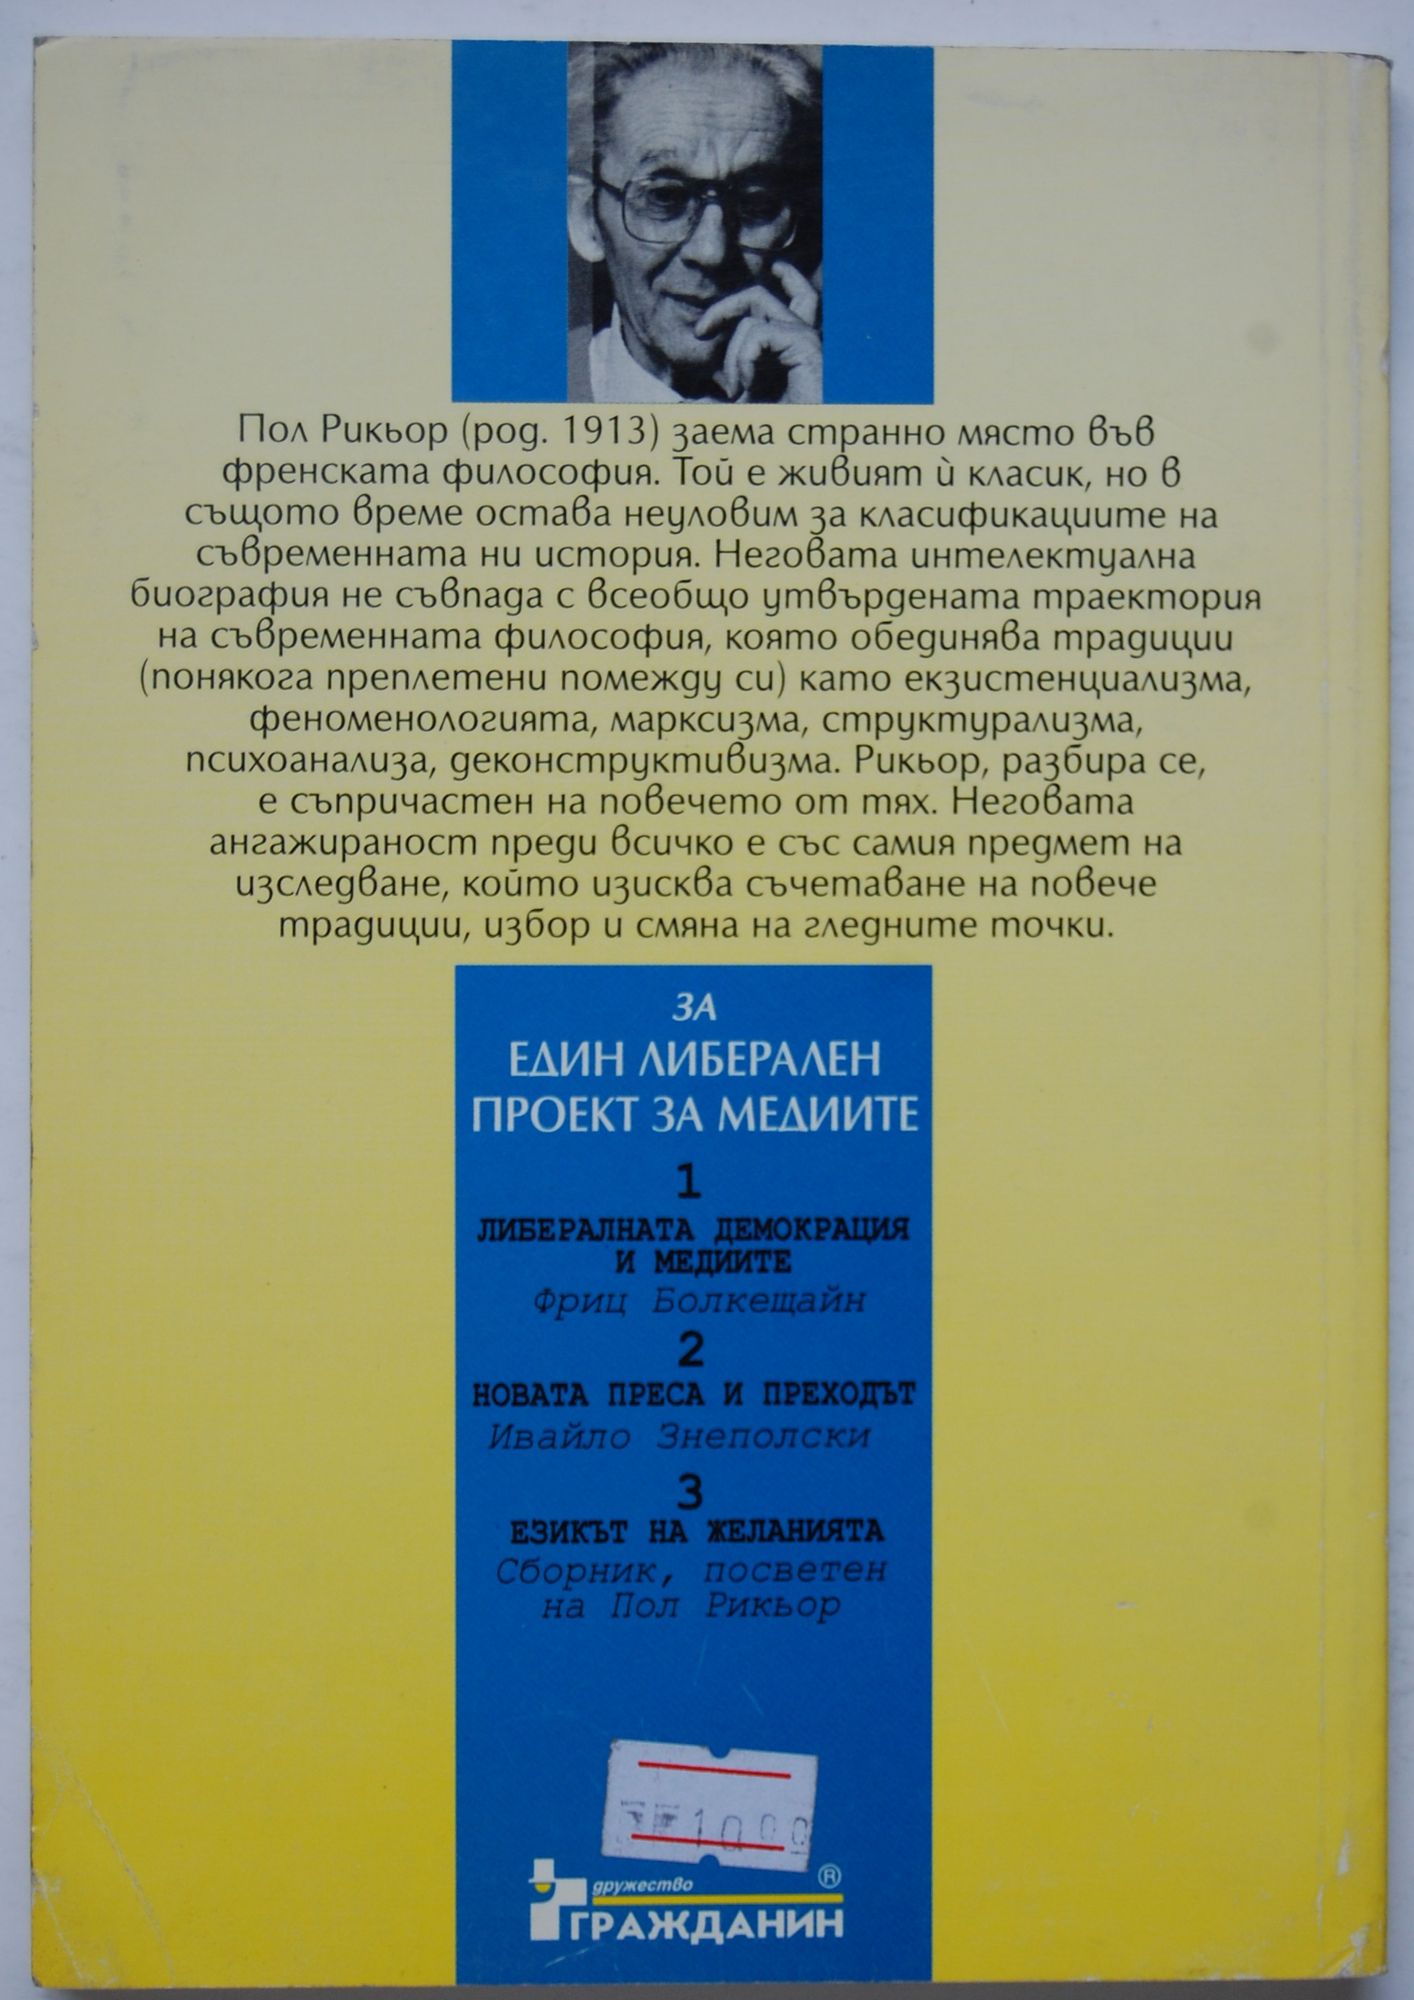 Пол Рикьор (род. 1913) заема странно място във
френската философия. Той е живият ѝ класик, но в
същото време остава неуловим за класификациите на
съвременната ни история. Неговата интелектуална
биография не съвпада с всеобщо утвърдената траектория
на съвременната философия, която обединява традиции
(понякога преплетени помежду си) като екзистенциализма,
феноменологията, марксизма, структурализма,
психоанализа, деконструктивизма. Рикьор, разбира се,
е съпричастен на повечето от тях. Неговата
ангажираност преди всичко е със самия предмет на
изследване, който изисква съчетаване на повече
традиции, избор и смяна на гледните точки.
ЗА
ЕДИН ЛИБЕРАЛЕН
ПРОЕКТ ЗА МЕДИИТЕ
1
ЛИБЕРАЛНАТА ДЕМОКРАЦИЯ
И МЕДИИТЕ
Фриц Болкещайн
2
НОВАТА ПРЕСА И ПРЕХОДЪТ
Ивайло Знеполски
3
ЕЗИКЪТ НА ЖЕЛАНИЯТА
Сборник, посветен
на Пол Рикьор
1000
дружество ®
ГРАЖДАНИН